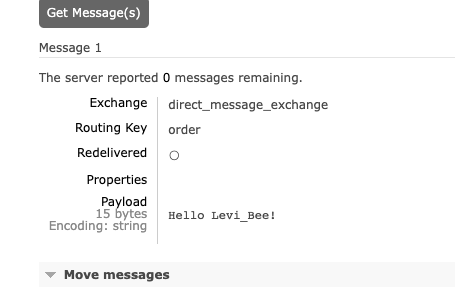 Get Message(s)
Message 1
The server reported 0 messages remaining.
Exchange direct_message_exchange
Routing Key order
Redelivered ○
Properties
Payload
15 bytes
Encoding: string
Hello Levi_Bee!
Move messages